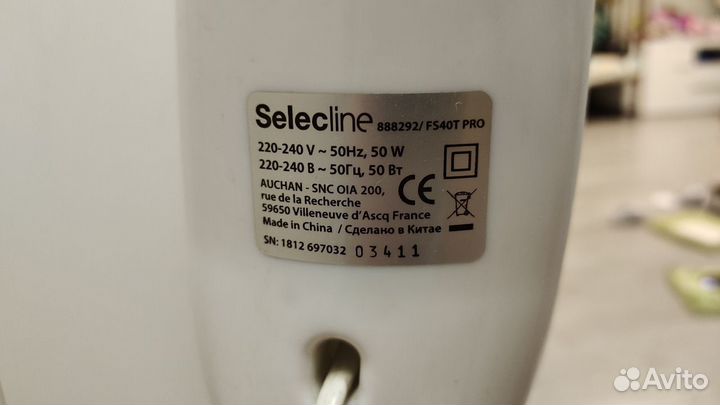 Selecline 888292/ FS40T PRO
220-240 V ~ 50Hz, 50 W
220-240 В ~ 50Гц, 50 Вт
AUCHAN - SNC OIA 200,
rue de la Recherche
59650 Villeneuve d'Ascq France
Made in China / Сделано в Китае
SN: 1812 697032 03411
CE
Avito